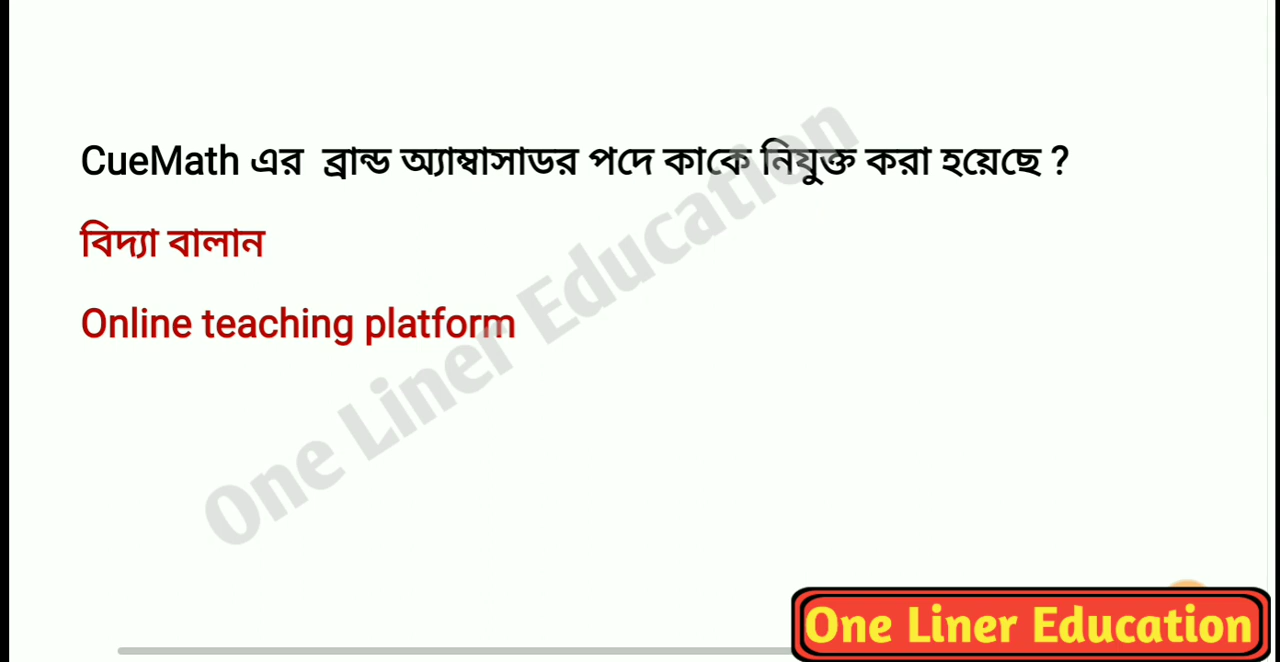 CueMath এর ব্রান্ড অ্যাম্বাসাডর পদে কাকে নিযুক্ত করা হয়েছে ?
বিদ্যা বালান
Online teaching platform
One Liner Education
One Liner Education